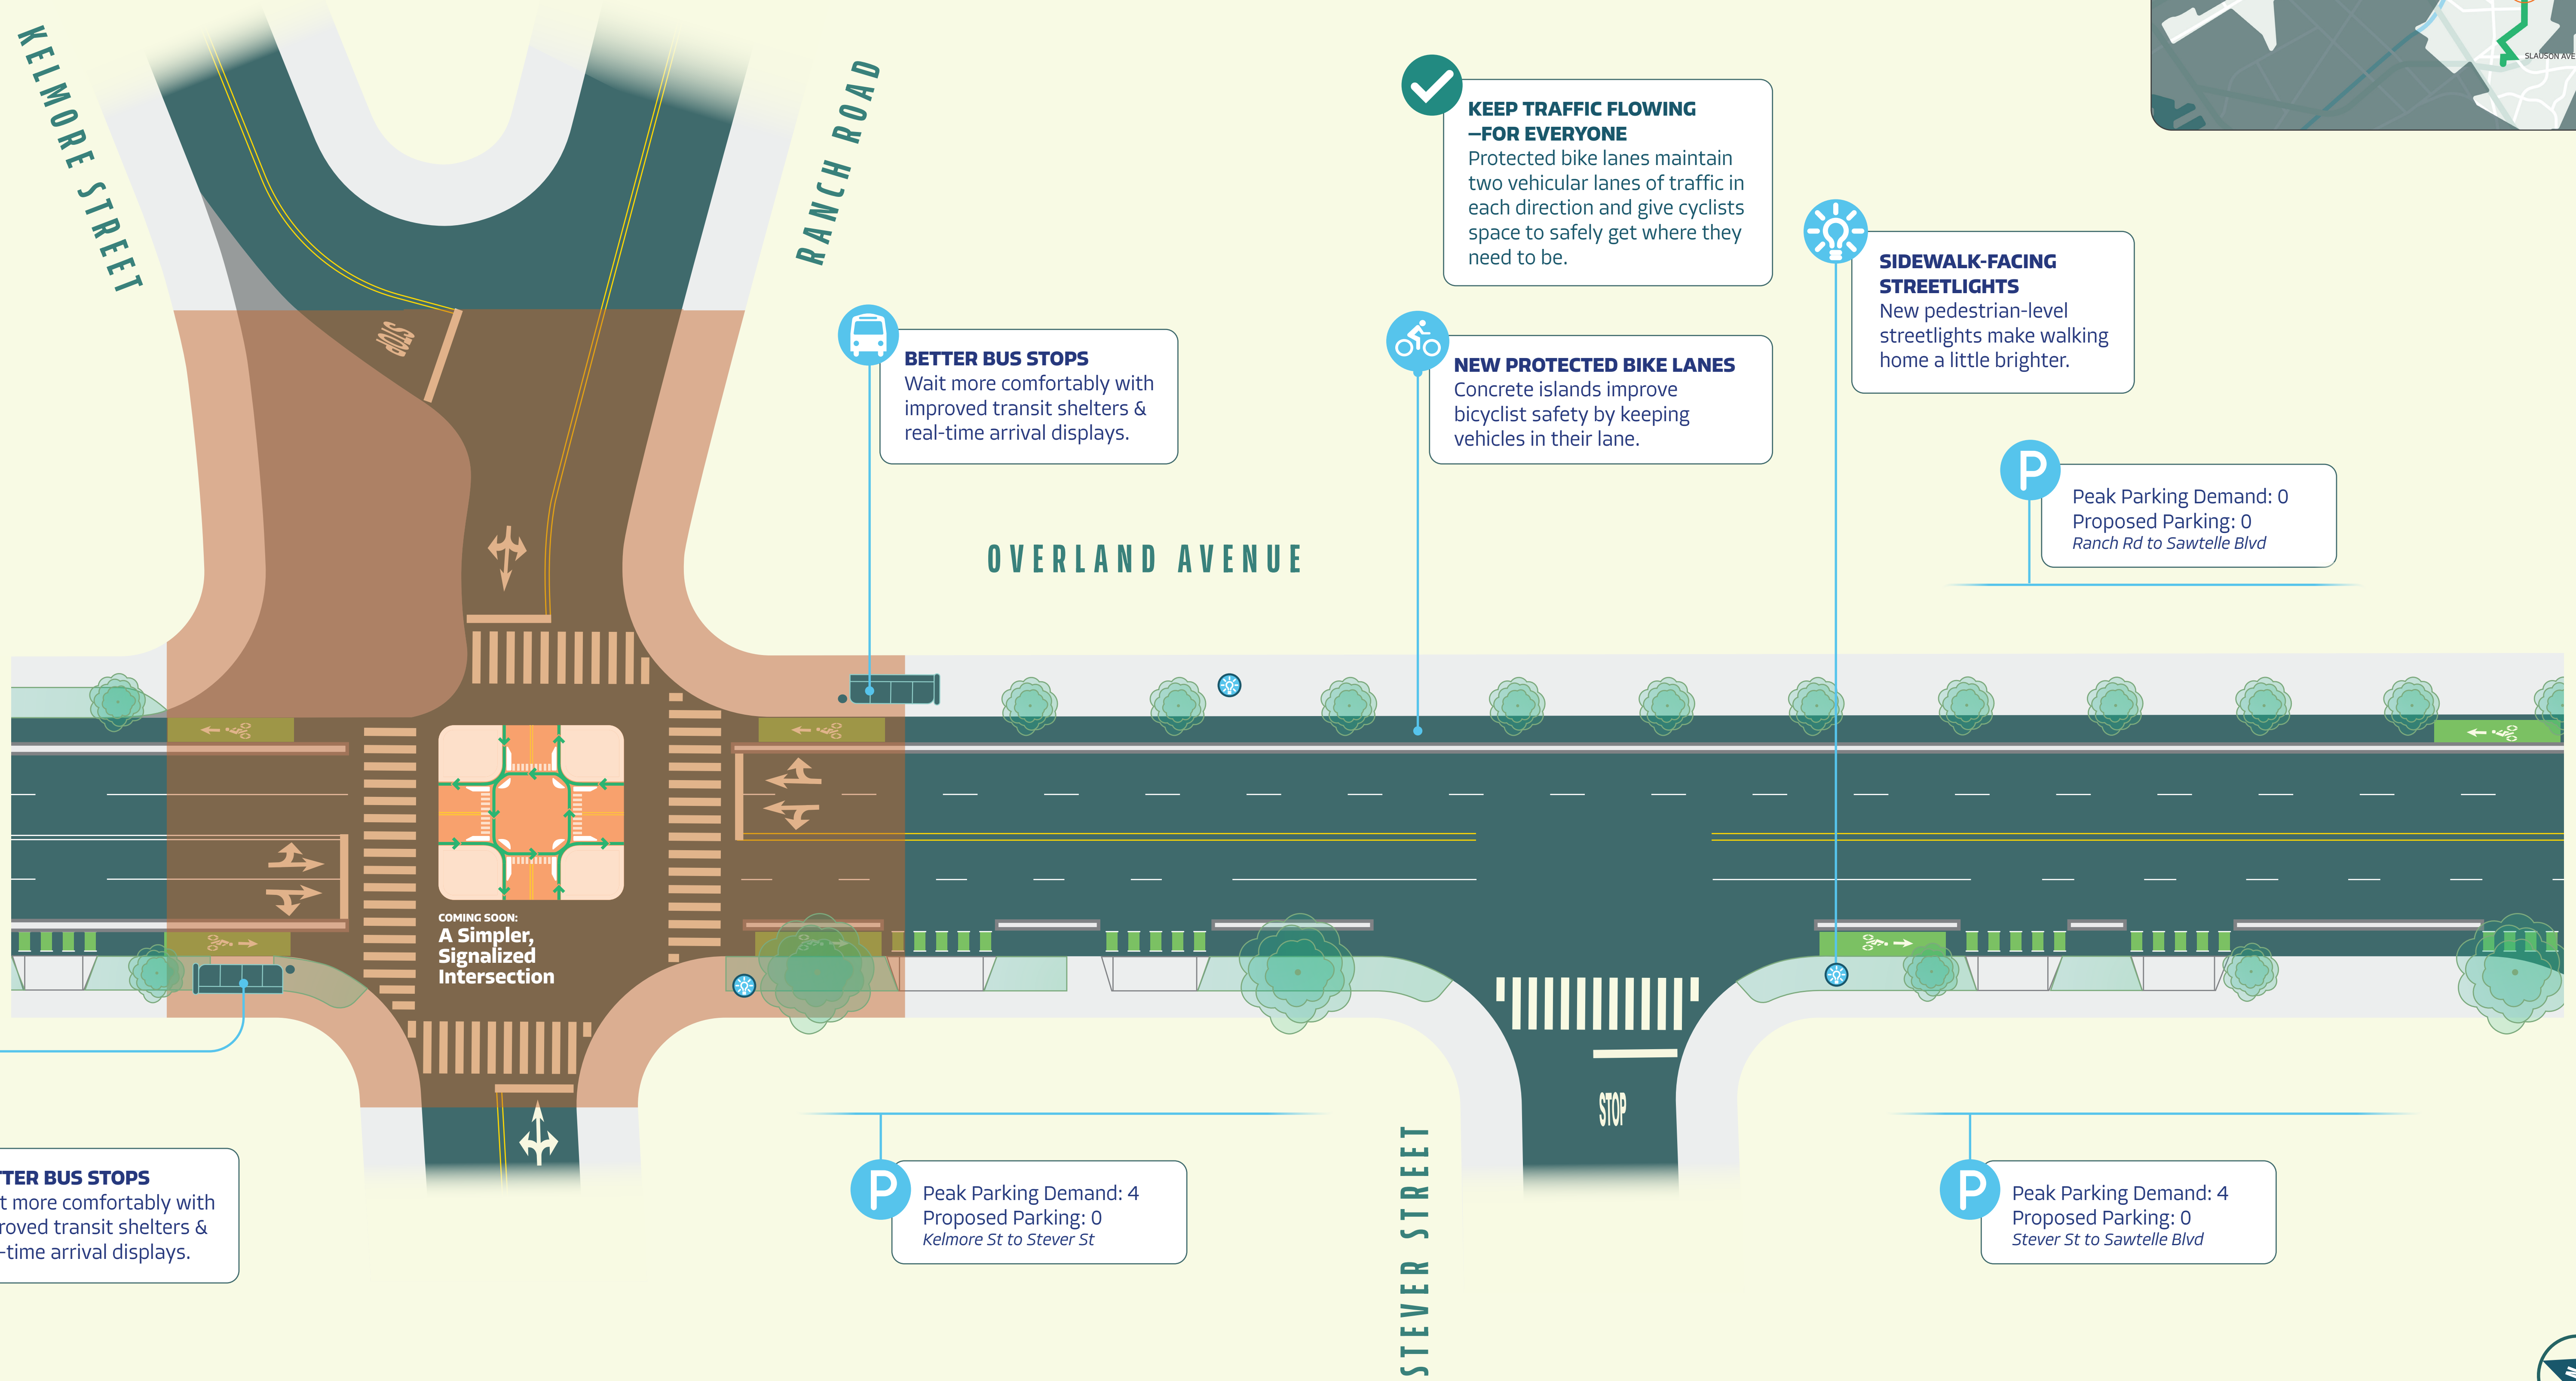 KELMORE STREET
RANCH ROAD
SLAUSON AVE
KEEP TRAFFIC FLOWING
—FOR EVERYONE
Protected bike lanes maintain
two vehicular lanes of traffic in
each direction and give cyclists
space to safely get where they
need to be.
SIDEWALK-FACING
STREETLIGHTS
New pedestrian-level
streetlights make walking
home a little brighter.
BETTER BUS STOPS
Wait more comfortably with
improved transit shelters &
real-time arrival displays.
NEW PROTECTED BIKE LANES
Concrete islands improve
bicyclist safety by keeping
vehicles in their lane.
STOP
P
Peak Parking Demand: 0
Proposed Parking: 0
Ranch Rd to Sawtelle Blvd
OVERLAND AVENUE
COMING SOON:
A Simpler,
Signalized
Intersection
STOP
TTER BUS STOPS
t more comfortably with
roved transit shelters &
-time arrival displays.
P
Peak Parking Demand: 4
Proposed Parking: 0
Kelmore St to Stever St
STEVER STREET
P
Peak Parking Demand: 4
Proposed Parking: 0
Stever St to Sawtelle Blvd